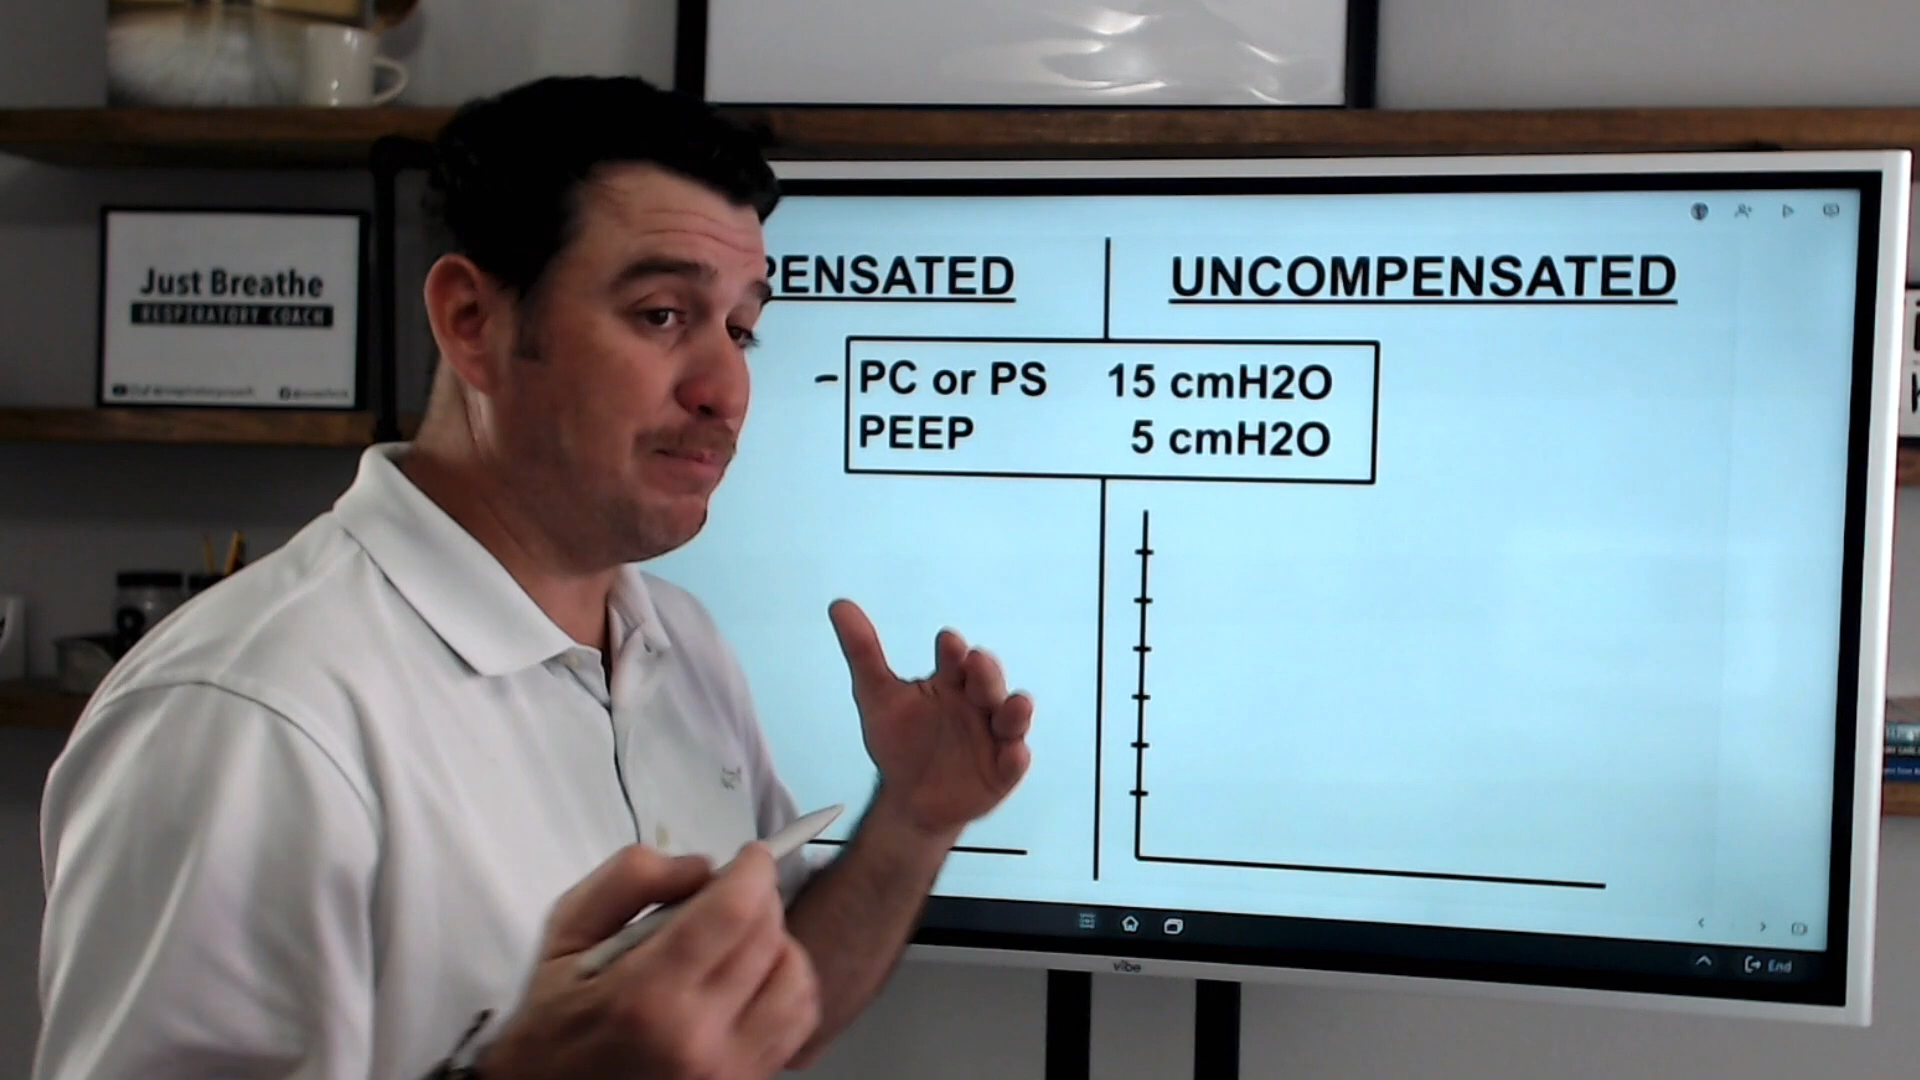 Just Breathe
RESPIRATORY COACH
PENSATED
UNCOMPENSATED
PC or PS 15 cmH2O
PEEP 5 cmH2O
vibe
End